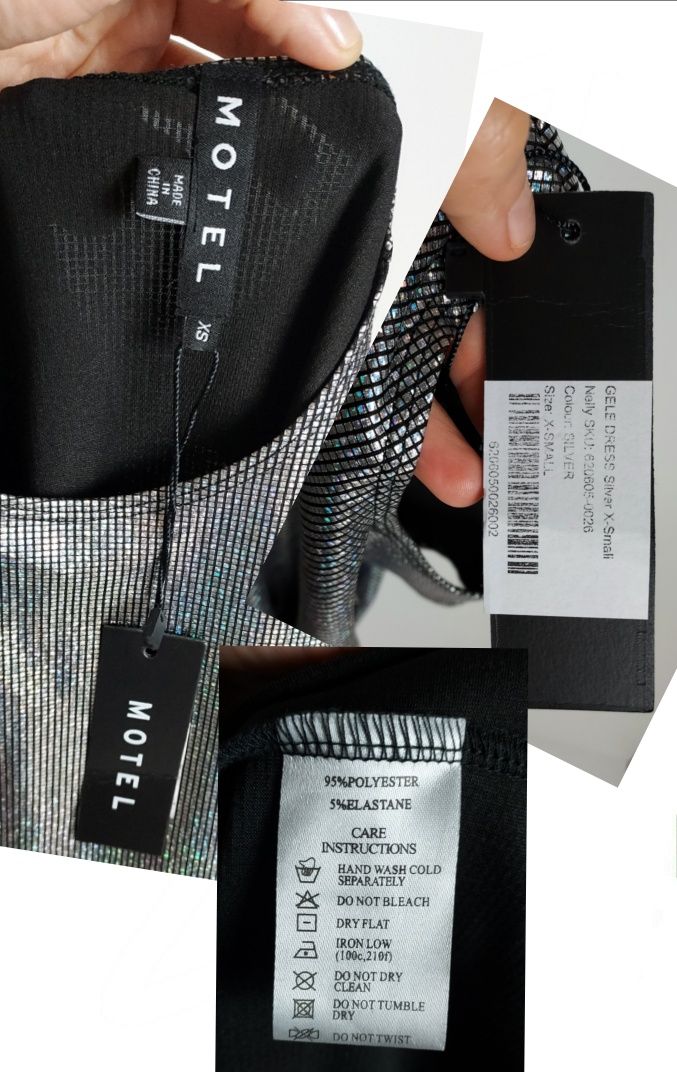 MOTEL
MADE
IN
CHINA
XS
MOTEL
GELE DRESS Silver X-Small
Nelly SKU: 620605-0026
Colour: SILVER
Size: X-SMALL
6206050026002
95%POLYESTER
5%ELASTANE
CARE
INSTRUCTIONS
HAND WASH COLD
SEPARATELY
DO NOT BLEACH
DRY FLAT
IRON LOW
(100c,210f)
DO NOT DRY
CLEAN
DO NOT TUMBLE
DRY
DO NOT TWIST